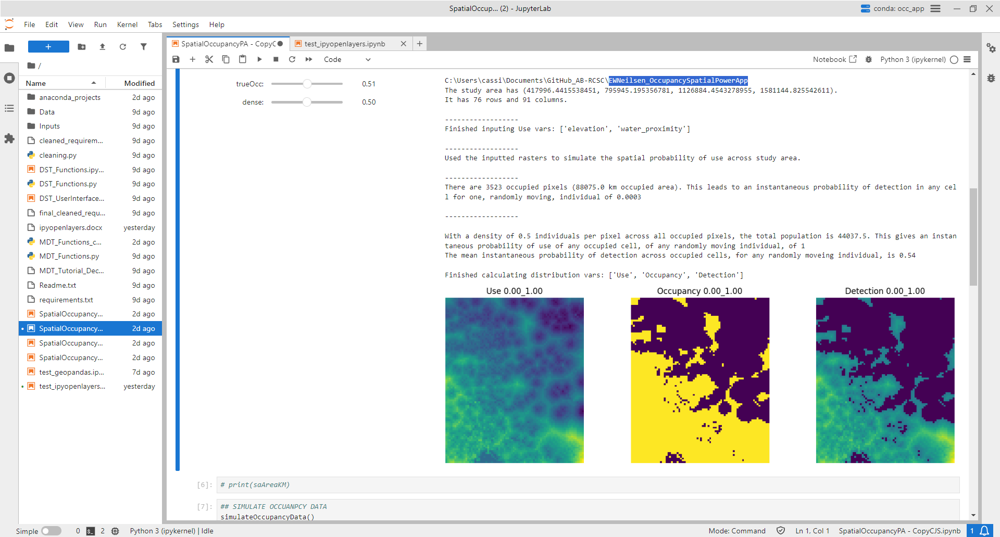 SpatialOccup... (2) - JupyterLab
conda: occ_app
File Edit View Run Kernel Tabs Settings Help
SpatialOccupancyPA - CopyC
test_ipyopenlayers.ipynb
Code
Notebook
Python 3 (ipykernel)
/
Name Modified
anaconda_projects 2d ago
Data 9d ago
Inputs 9d ago
cleaned_requirem... 9d ago
cleaning.py 9d ago
DST_Functions.ipy... 9d ago
DST_Functions.py 9d ago
DST_UserInterface... 9d ago
final_cleaned_requ... 9d ago
ipyopenlayers.docx yesterday
MDT_Functions_c... 2d ago
MDT_Functions.py 9d ago
MDT_Tutorial_Dec... 9d ago
Readme.txt 9d ago
requirements.txt 9d ago
SpatialOccupancy... 2d ago
SpatialOccupancy... 2d ago
SpatialOccupancy... 2d ago
SpatialOccupancy... 2d ago
test_geopandas.ip... 7d ago
test_ipyopenlayers... yesterday
trueOcc: 0.51
dense: 0.50
C:\Users\cassi\Documents\GitHub_AB-RCSC\EWNeilsen_OccupancySpatialPowerApp
The study area has (417996.4415538451, 795945.195356781, 1126884.4543278955, 1581144.825542611).
It has 76 rows and 91 columns.
------------------
Finished inputing Use vars: ['elevation', 'water_proximity']
------------------
Used the inputted rasters to simulate the spatial probability of use across study area.
------------------
There are 3523 occupied pixels (88075.0 km occupied area). This leads to an instantaneous probability of detection in any cel
l for one, randomly moving, individual of 0.0003
------------------
With a density of 0.5 individuals per pixel across all occupied pixels, the total population is 44037.5. This gives an instan
taneous probability of use of any occupied cell, of any randomly moving individual, of 1
The mean instantaneous probability of detection across occupied cells, for any randomly moveing individual, is 0.54
Finished calculating distribution vars: ['Use', 'Occupancy', 'Detection']
Use 0.00_1.00
Occupancy 0.00_1.00
Detection 0.00_1.00
[6]: # print(saAreaKM)
[7]: ## SIMULATE OCCUANPCY DATA
simulateOccupancyData()
Simple 0 $_ 2 Python 3 (ipykernel) | Idle
Mode: Command Ln 1, Col 1 SpatialOccupancyPA - CopyCJS.ipynb 1